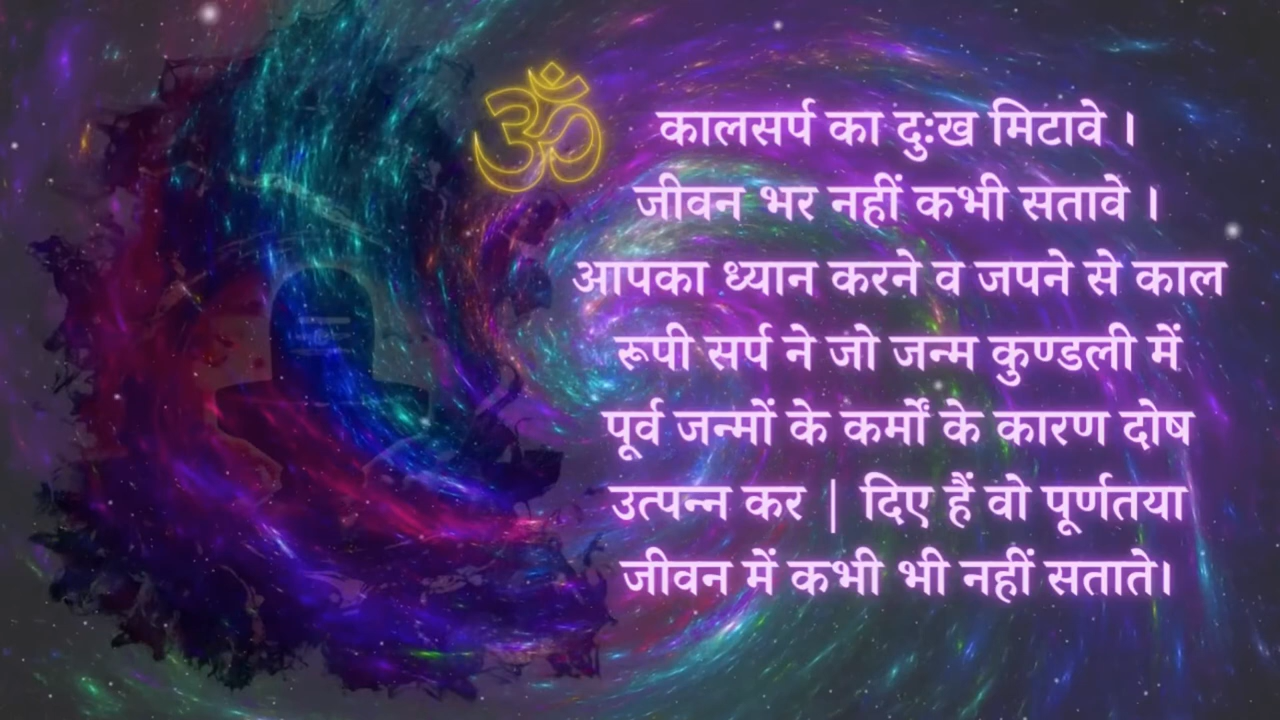 ॐ
कालसर्प का दुःख मिटावे ।
जीवन भर नहीं कभी सतावे ।
आपका ध्यान करने व जपने से काल
रूपी सर्प ने जो जन्म कुण्डली में
पूर्व जन्मों के कर्मों के कारण दोष
उत्पन्न कर | दिए हैं वो पूर्णतया
जीवन में कभी भी नहीं सताते।